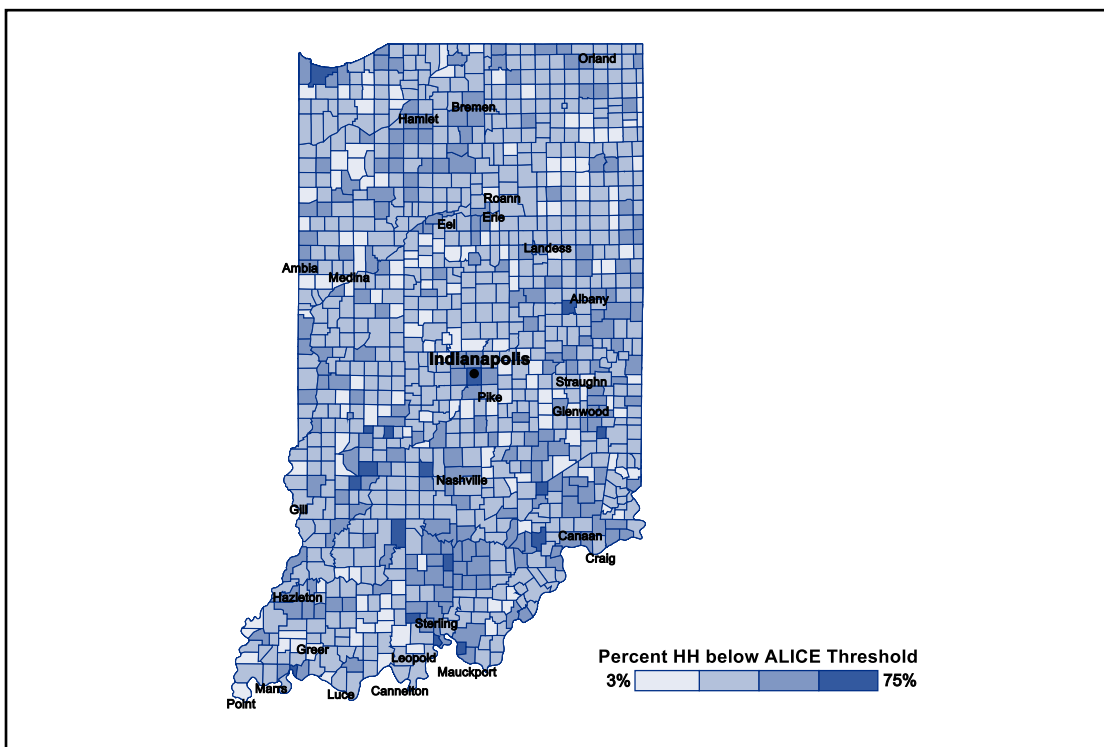 Orland
Bremen
Hamlet
Roann
Erie
Eel
Landess
Ambia
Medina
Albany
Indianapolis
Straughn
Pike
Glenwood
Nashville
Gill
Canaan
Craig
Hazleton
Sterling
Greer
Leopold
Mauckport
Marrs
Luce
Cannelton
Point
Percent HH below ALICE Threshold
3% 75%